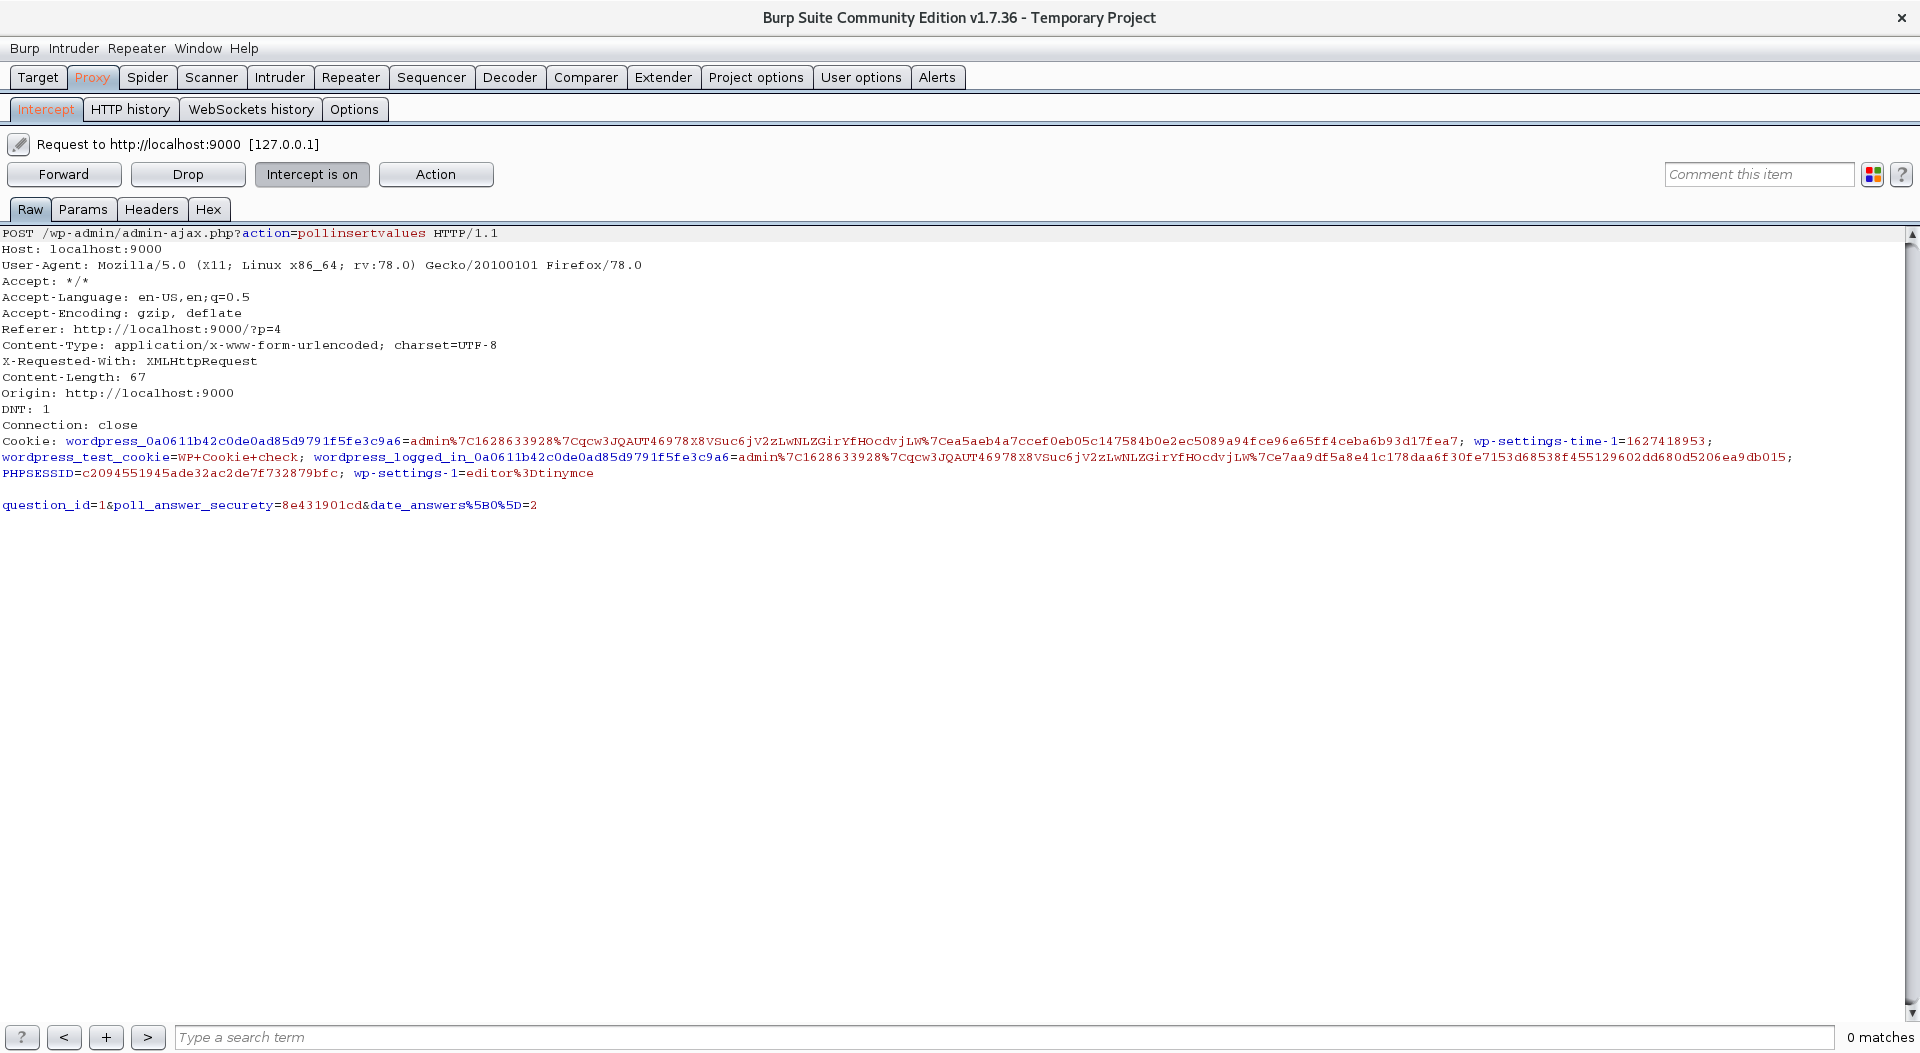 Burp Suite Community Edition v1.7.36 - Temporary Project
Burp Intruder Repeater Window Help
Target Proxy Spider Scanner Intruder Repeater Sequencer Decoder Comparer Extender Project options User options Alerts
Intercept HTTP history WebSockets history Options
Request to http://localhost:9000 [127.0.0.1]
Forward Drop Intercept is on Action Comment this item ?
Raw Params Headers Hex
POST /wp-admin/admin-ajax.php?action=pollinsertvalues HTTP/1.1
Host: localhost:9000
User-Agent: Mozilla/5.0 (X11; Linux x86_64; rv:78.0) Gecko/20100101 Firefox/78.0
Accept: */*
Accept-Language: en-US,en;q=0.5
Accept-Encoding: gzip, deflate
Referer: http://localhost:9000/?p=4
Content-Type: application/x-www-form-urlencoded; charset=UTF-8
X-Requested-With: XMLHttpRequest
Content-Length: 67
Origin: http://localhost:9000
DNT: 1
Connection: close
Cookie: wordpress_0a0611b42c0de0ad85d9791f5fe3c9a6=admin%7C1628633928%7Cqcw3JQAUT46978X8VSuc6jV2zLwNLZGirYfHOcdvjLW%7Cea5aeb4a7ccef0eb05c147584b0e2ec5089a94fce96e65ff4ceba6b93d17fea7; wp-settings-time-1=1627418953;
wordpress_test_cookie=WP+Cookie+check; wordpress_logged_in_0a0611b42c0de0ad85d9791f5fe3c9a6=admin%7C1628633928%7Cqcw3JQAUT46978X8VSuc6jV2zLwNLZGirYfHOcdvjLW%7Ce7aa9df5a8e41c178daa6f30fe7153d68538f455129602dd680d5206ea9db015;
PHPSESSID=c2094551945ade32ac2de7f732879bfc; wp-settings-1=editor%3Dtinymce
question_id=1&poll_answer_securety=8e431901cd&date_answers%5B0%5D=2
? < + > Type a search term 0 matches